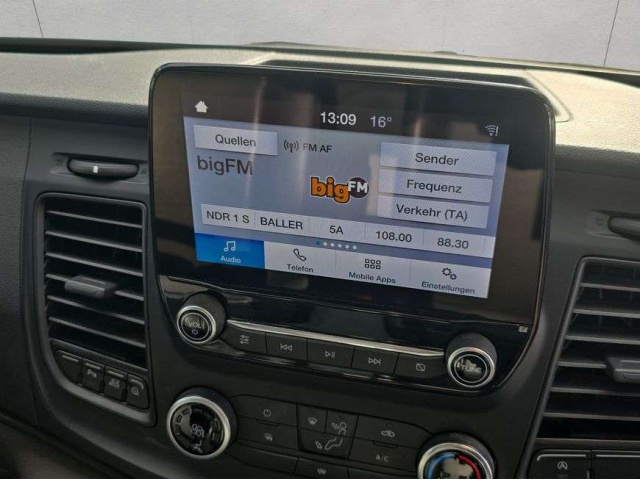 13:09 16°
Quellen
FM AF
Sender
bigFM
bigFM
Frequenz
Verkehr (TA)
NDR 1 S BALLER 5A 108.00 88.30
Audio Telefon Mobile Apps Einstellungen
VOL
TUNE
A/C